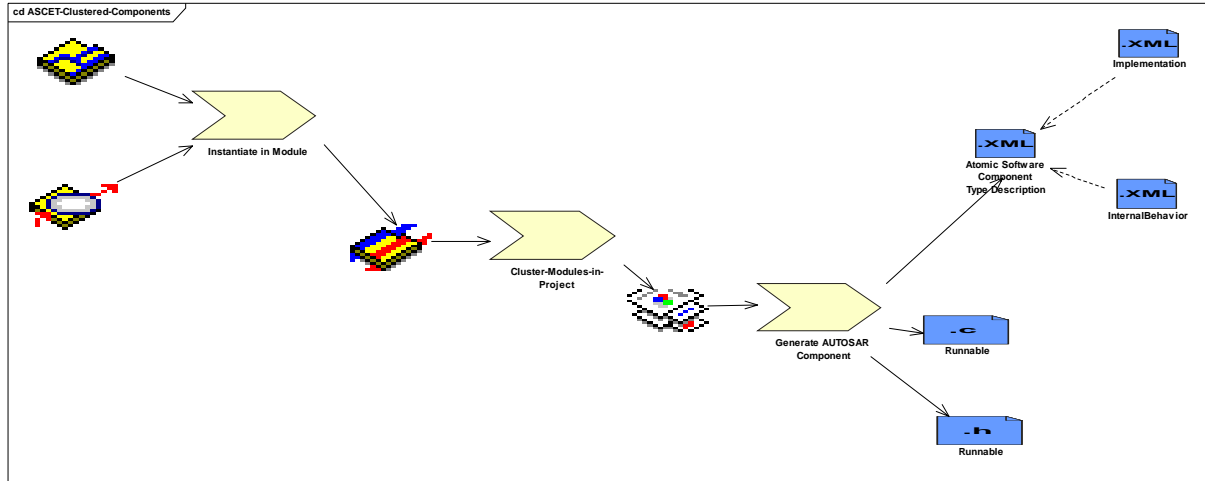 cd ASCET-Clustered-Components
.XML
Implementation
Instantiate in Module
.XML
Atomic Software
Component
Type Description
.XML
InternalBehavior
Cluster-Modules-in-
Project
Generate AUTOSAR
Component
.c
Runnable
.h
Runnable